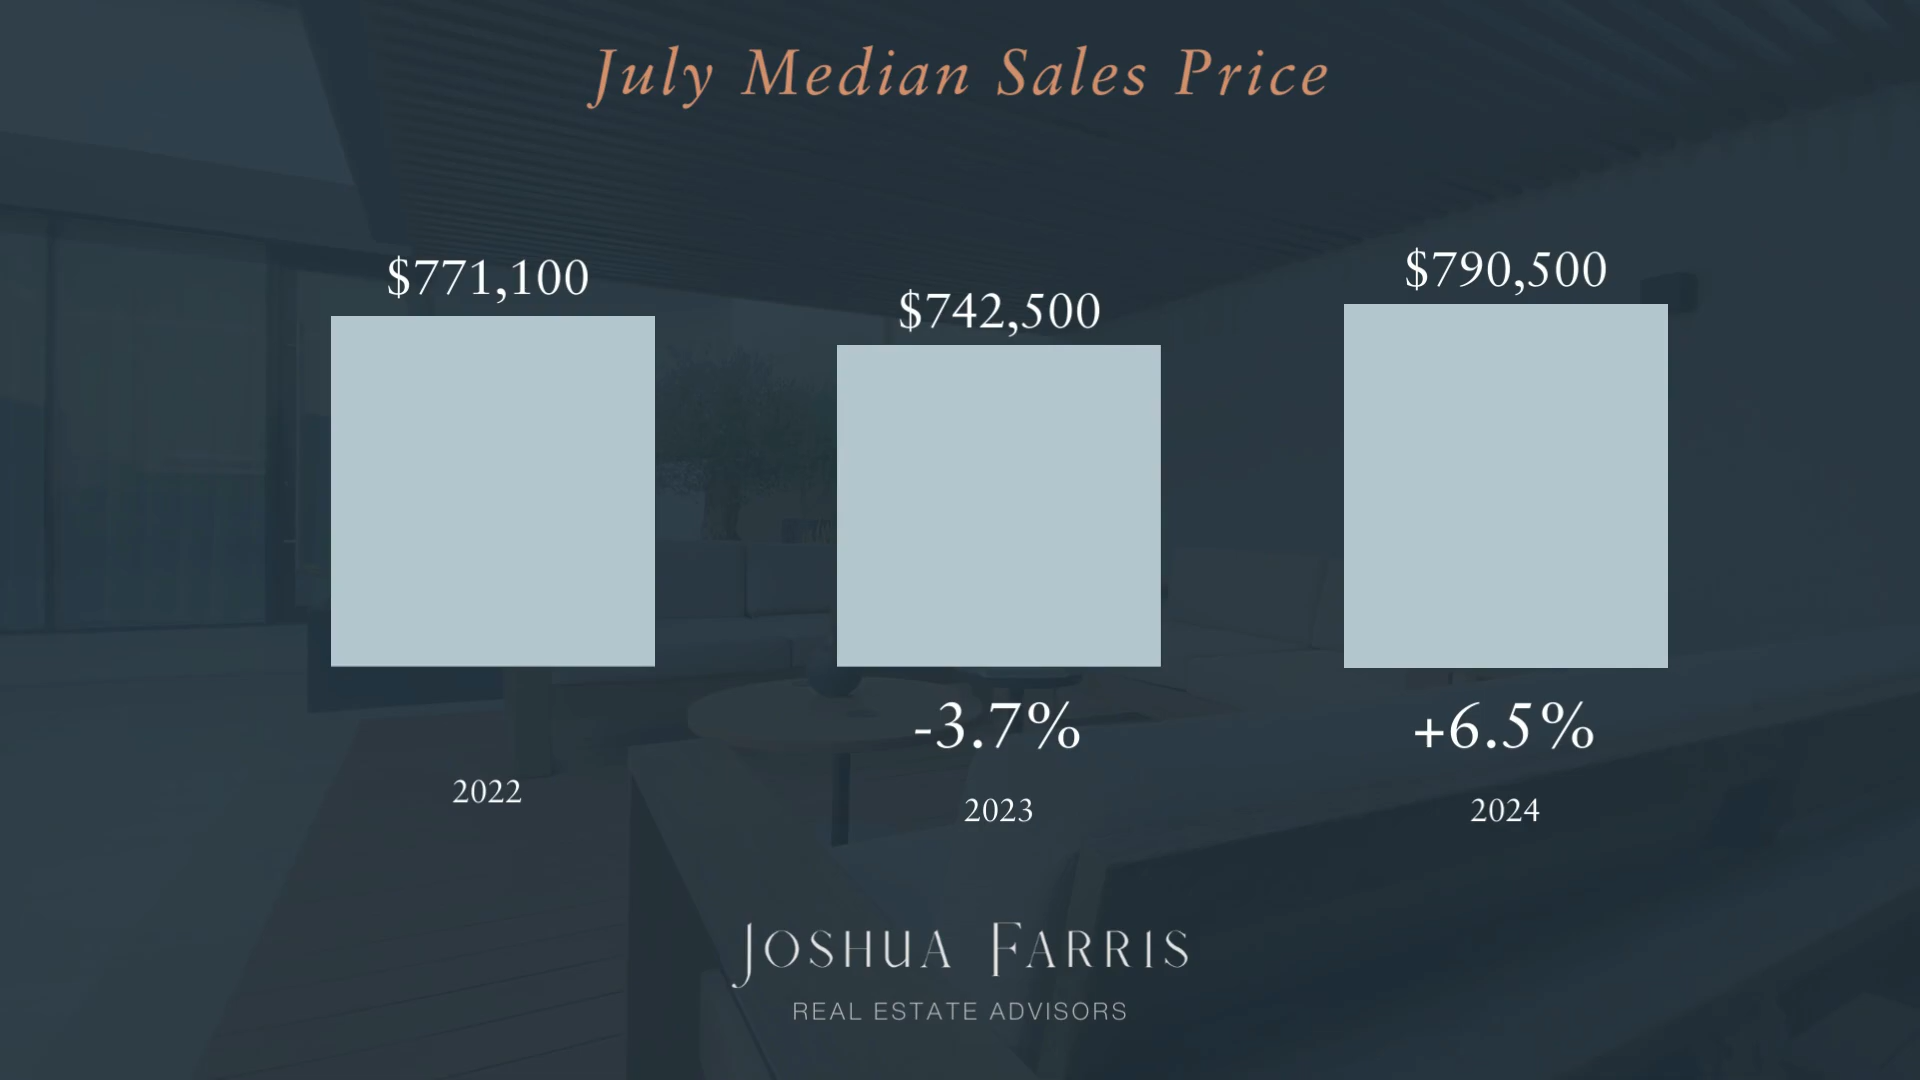 July Median Sales Price
$771,100
$742,500
$790,500
-3.7%
+6.5%
2022
2023
2024
JOSHUA FARRIS
REAL ESTATE ADVISORS